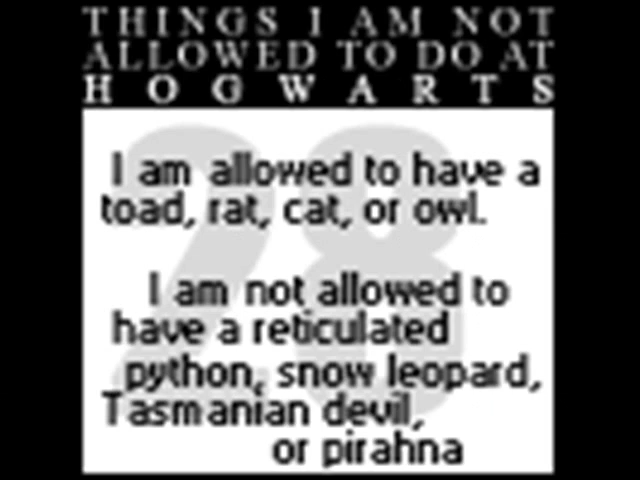 THINGS I AM NOT
ALLOWED TO DO AT
HOGWARTS
28
I am allowed to have a
toad, rat, cat, or owl.
I am not allowed to
have a reticulated
python, snow leopard,
Tasmanian devil,
or pirahna